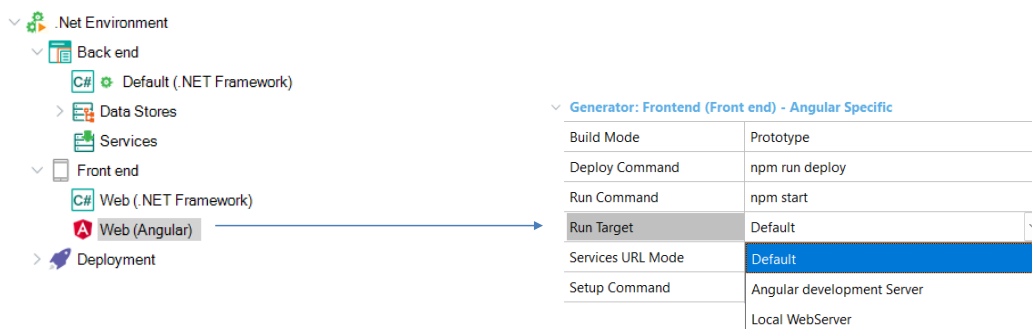 .Net Environment
Back end
C# Default (.NET Framework)
Data Stores
Services
Front end
C# Web (.NET Framework)
A Web (Angular)
Deployment
Generator: Frontend (Front end) - Angular Specific
Build Mode Prototype
Deploy Command npm run deploy
Run Command npm start
Run Target Default
Services URL Mode Default
Setup Command Angular development Server
Local WebServer